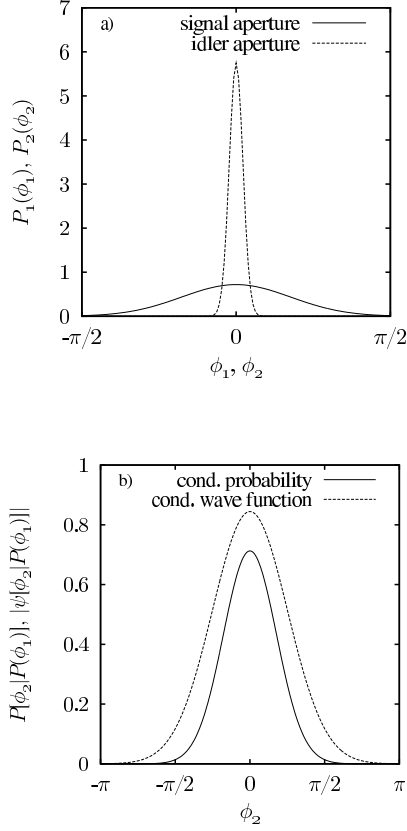 7
a)
signal aperture
idler aperture
6
5
4
3
2
1
0
P₁(ϕ₁), P₂(ϕ₂)
-π/2
0
π/2
ϕ₁, ϕ₂
1
b)
cond. probability
cond. wave function
0.8
0.6
0.4
0.2
0
P[ϕ₂|P(ϕ₁)], |ψ[ϕ₂|P(ϕ₁)]|
-π
-π/2
0
π/2
π
ϕ₂